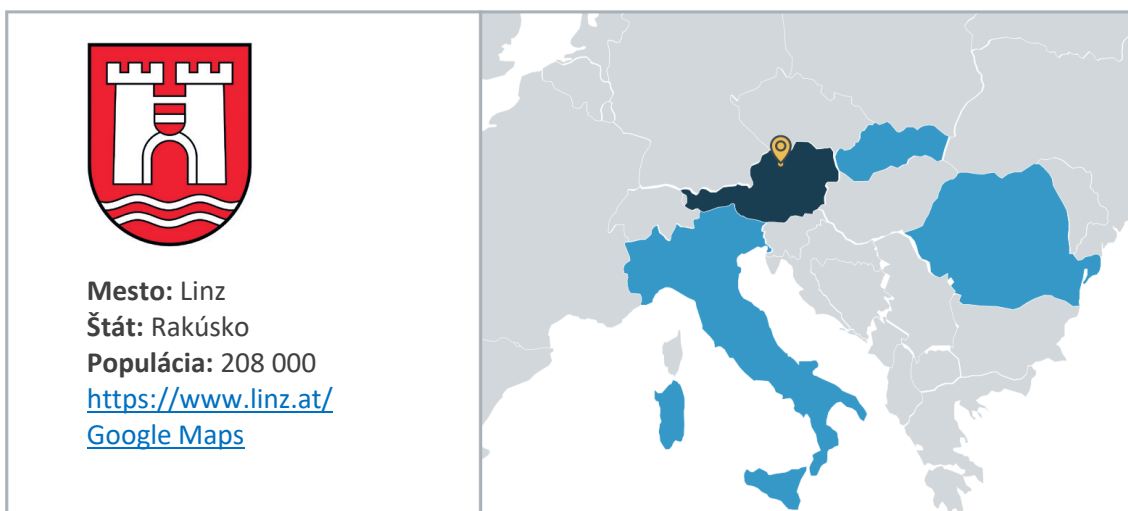 Mesto: Linz
Štát: Rakúsko
Populácia: 208 000
https://www.linz.at/
Google Maps